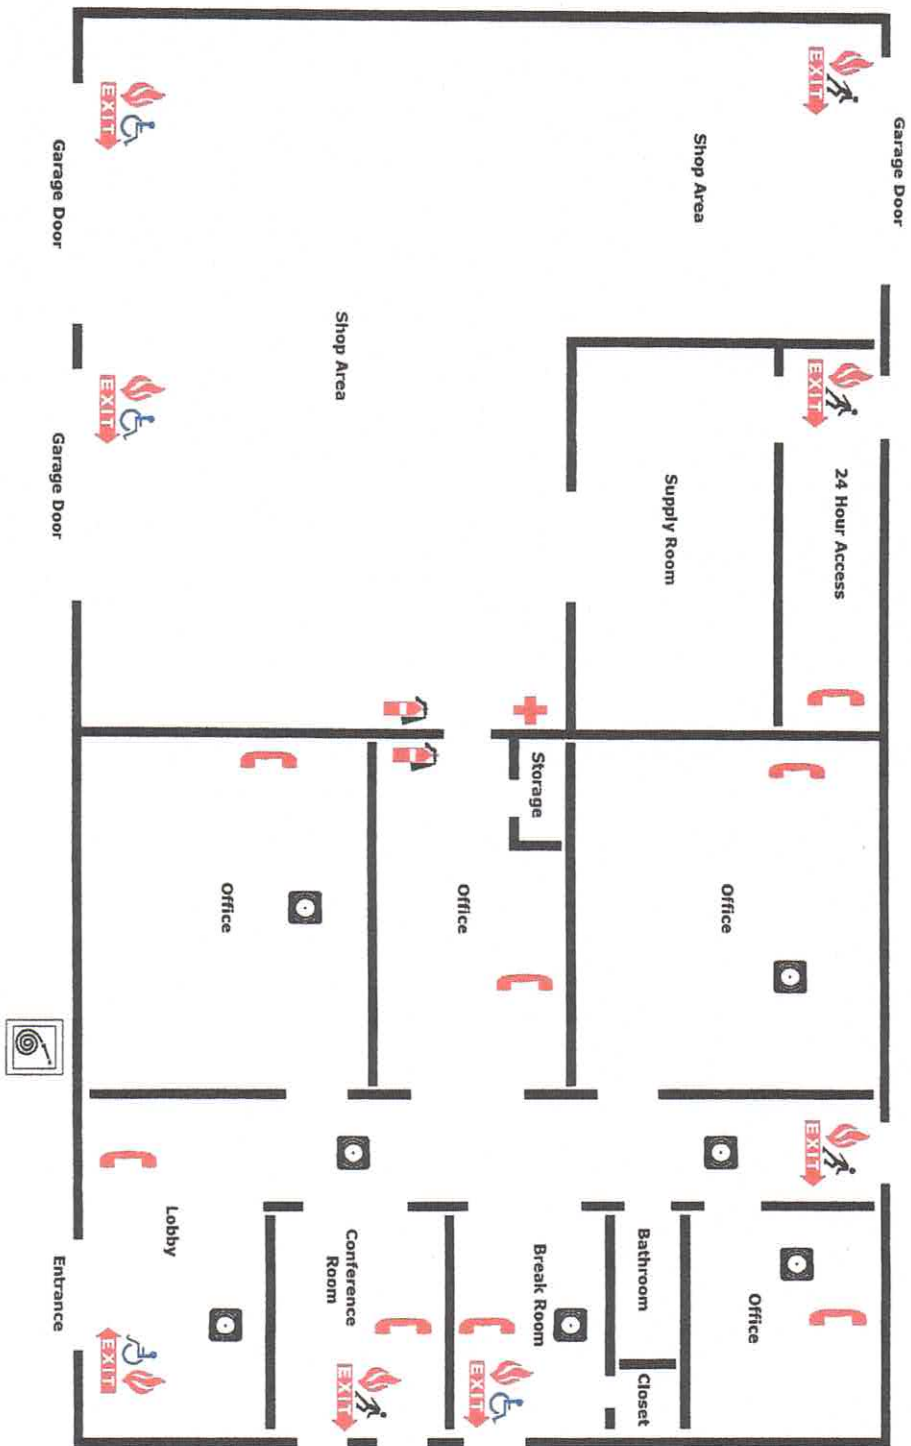 Garage Door
EXIT
EXIT
24 Hour Access
EXIT
Shop Area
Supply Room
Office
Office
Bathroom
Closet
Storage
Break Room
EXIT
Office
Conference
Room
EXIT
Shop Area
Office
Lobby
EXIT
EXIT
EXIT
Garage Door
Garage Door
Entrance